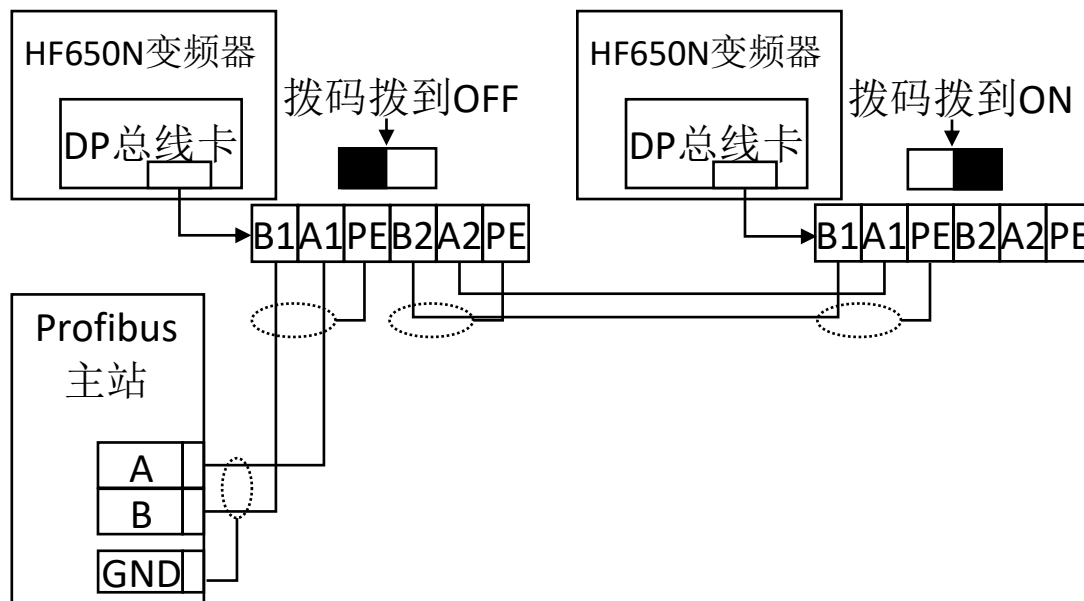 HF650N变频器
DP总线卡
拨码拨到OFF
B1 A1 PE B2 A2 PE
HF650N变频器
DP总线卡
拨码拨到ON
B1 A1 PE B2 A2 PE
Profibus
主站
A
B
GND